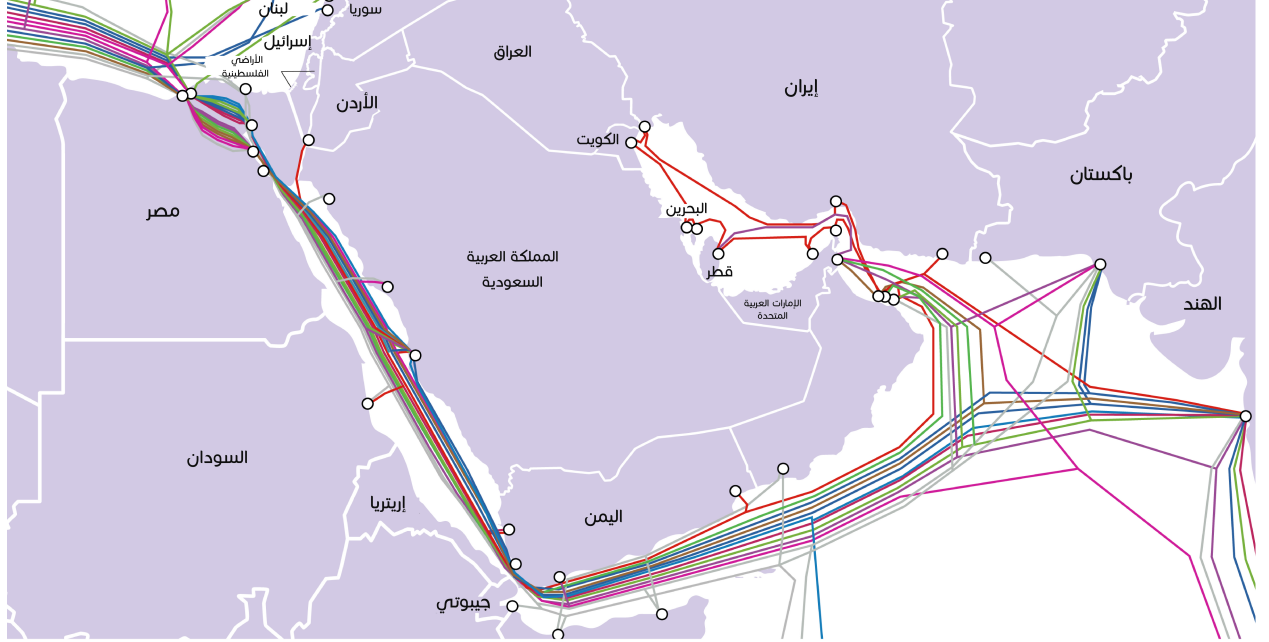 لبنان
سوريا
إسرائيل
العراق
الأراضي
الفلسطينية
إيران
الأردن
الكويت
باكستان
مصر
البحرين
المملكة العربية
السعودية
قطر
الإمارات العربية
المتحدة
الهند
السودان
إريتريا
اليمن
جيبوتي